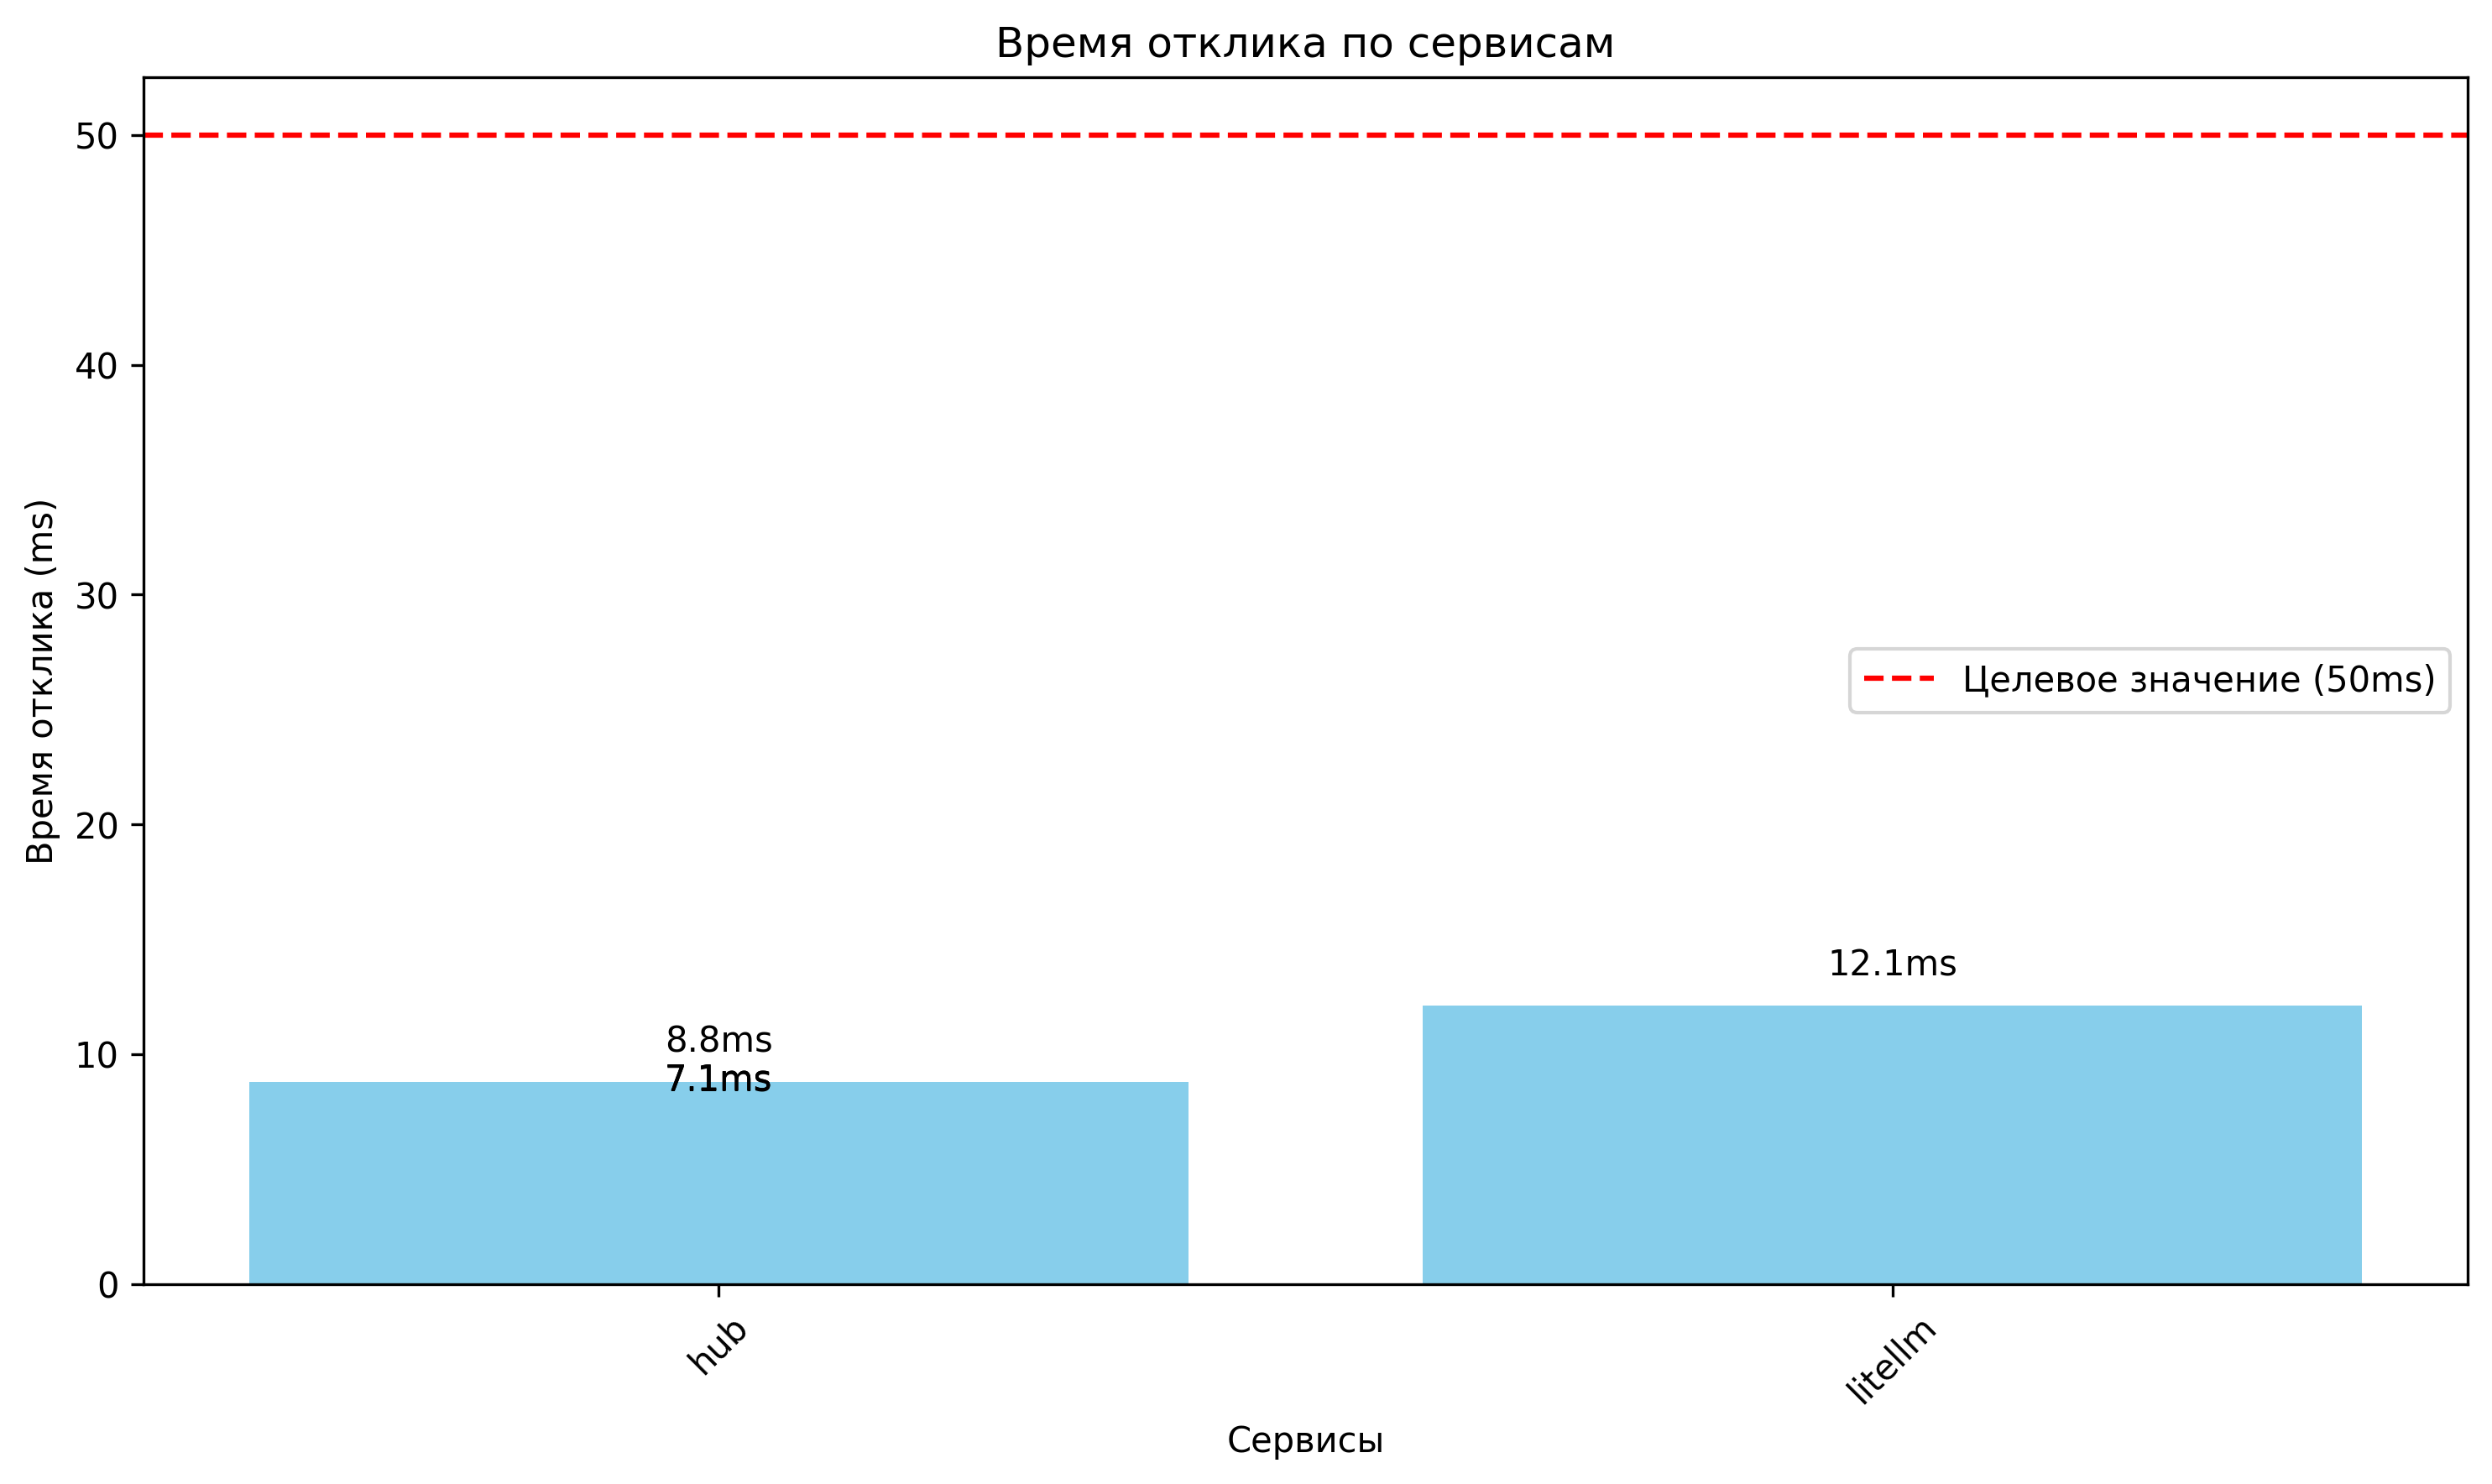 Время отклика по сервисам
Время отклика (ms)
50
40
30
20
10
0
Целевое значение (50ms)
12.1ms
8.8ms
7.1ms
hub
litellm
Сервисы